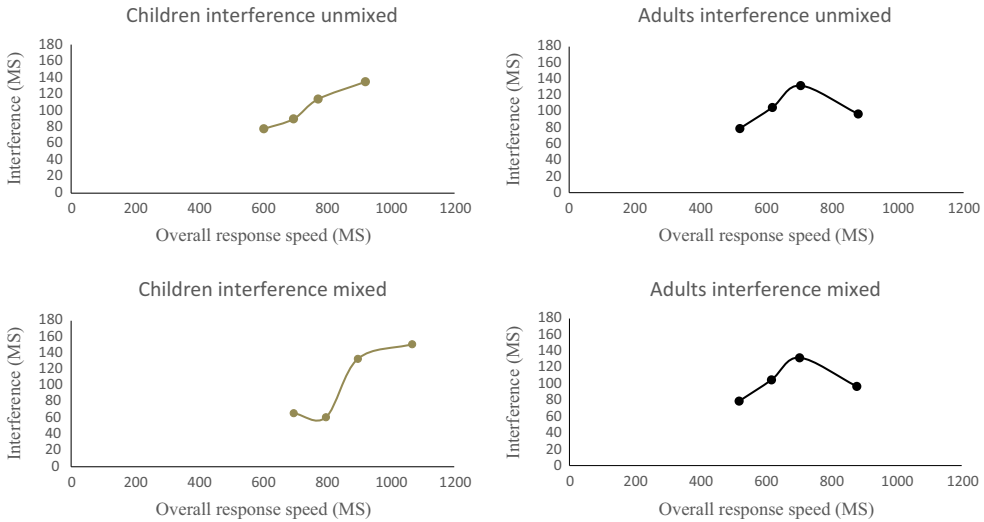 Children interference unmixed
180
160
140
120
100
80
60
40
20
0
Interference (MS)
0 200 400 600 800 1000 1200
Overall response speed (MS)
Adults interference unmixed
180
160
140
120
100
80
60
40
20
0
Interference (MS)
0 200 400 600 800 1000 1200
Overall response speed (MS)
Children interference mixed
180
160
140
120
100
80
60
40
20
0
Interference (MS)
0 200 400 600 800 1000 1200
Overall response speed (MS)
Adults interference mixed
180
160
140
120
100
80
60
40
20
0
Interference (MS)
0 200 400 600 800 1000 1200
Overall response speed (MS)